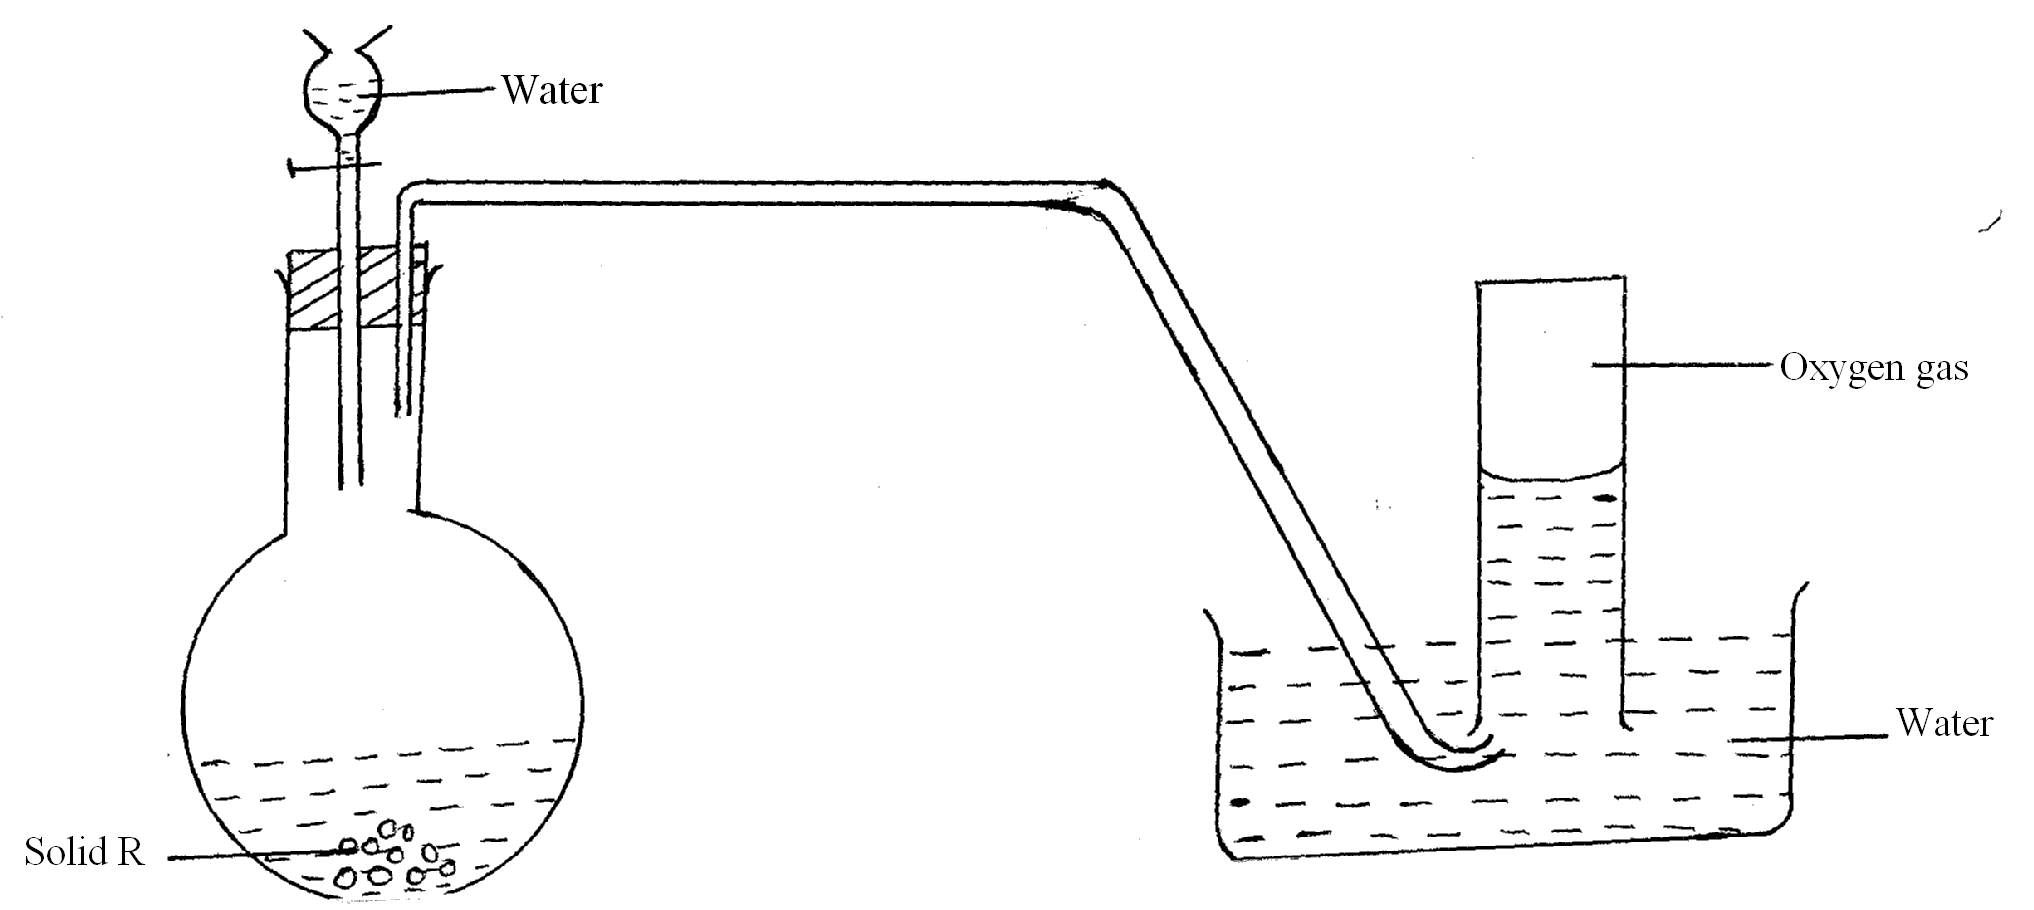 Water
Oxygen gas
Water
Solid R